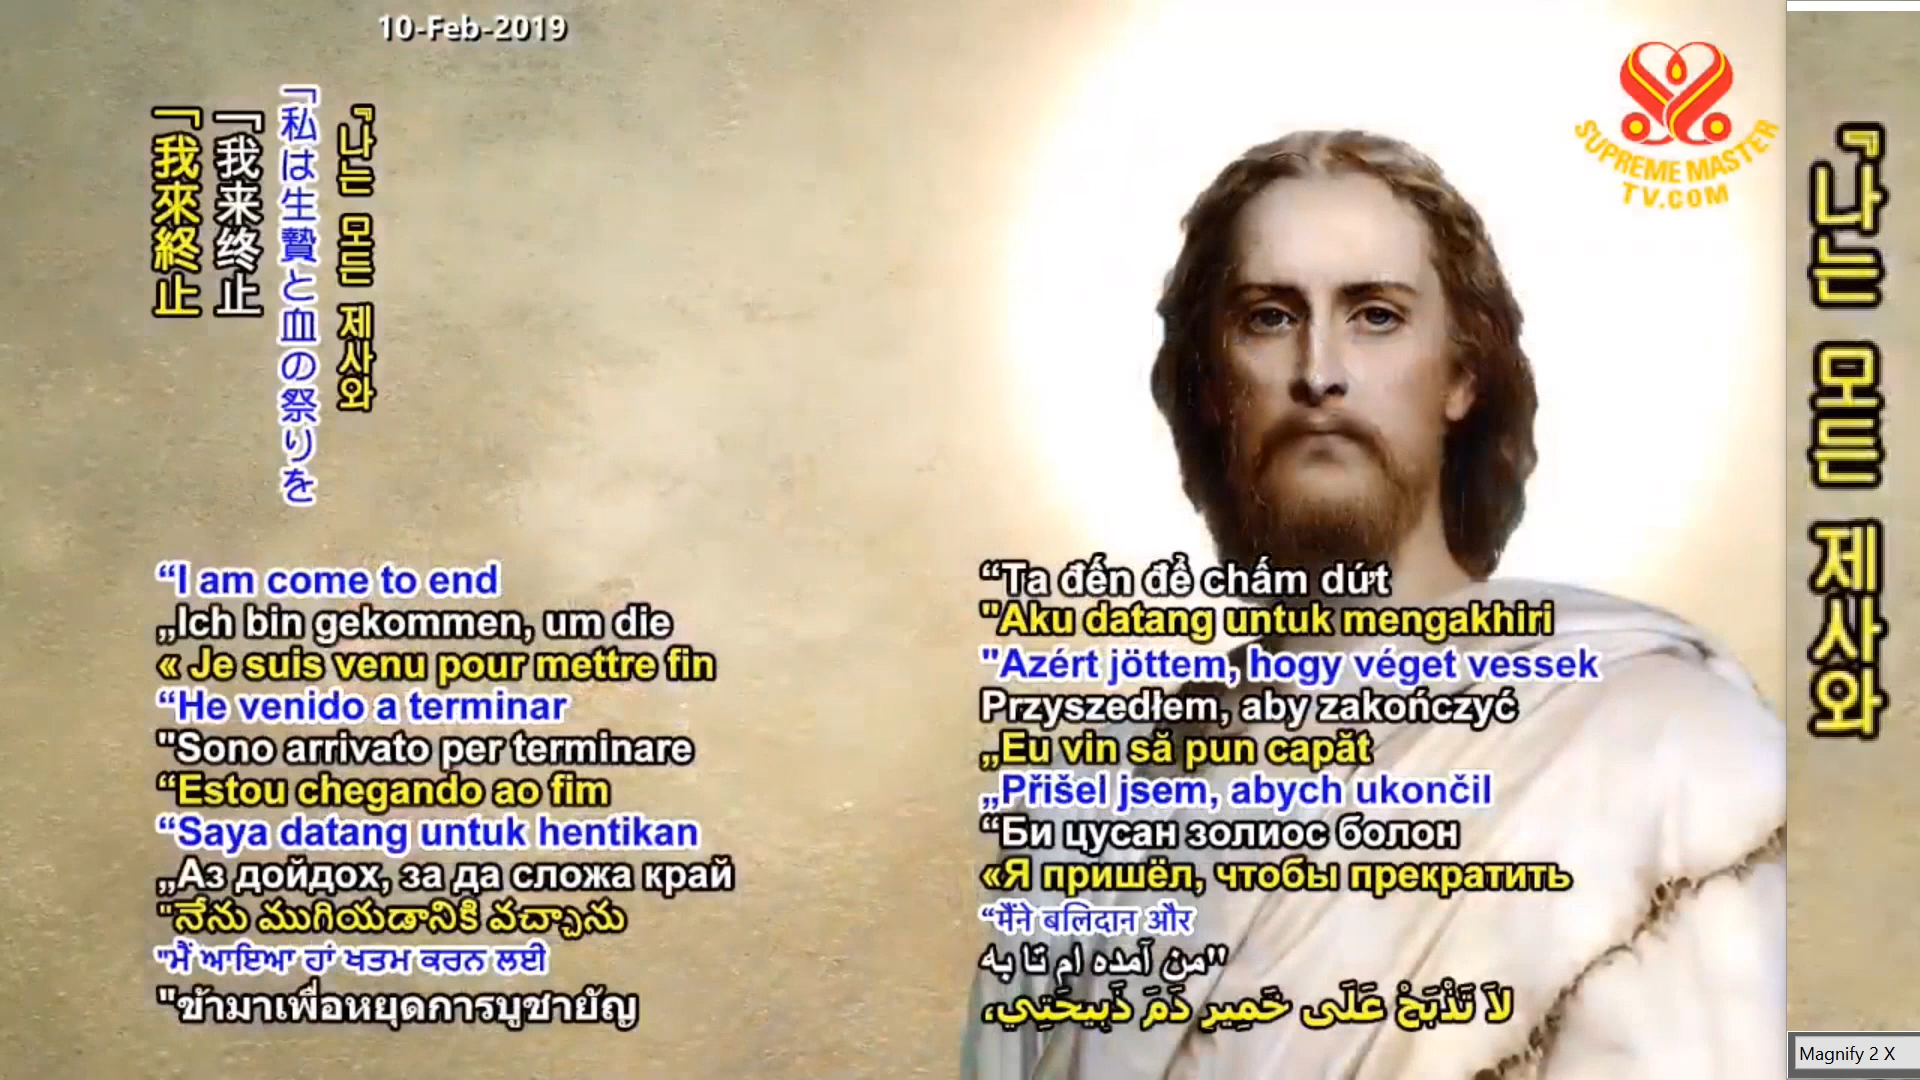 10-Feb-2019
SUPREME MASTER
TV.COM
『나는 모든 제사와
「私は生贄と血の祭りを
「我来终止
「我來終止
“I am come to end
„Ich bin gekommen, um die
« Je suis venu pour mettre fin
“He venido a terminar
"Sono arrivato per terminare
“Estou chegando ao fim
“Saya datang untuk hentikan
„Аз дойдох, за да сложа край
"నేను ముగియడానికి వచ్చాను
"ਮੈਂ ਆਇਆ ਹਾਂ ਖਤਮ ਕਰਨ ਲਈ
"ข้ามาเพื่อหยุดการบูชายัญ
“Ta đến để chấm dứt
"Aku datang untuk mengakhiri
"Azért jöttem, hogy véget vessek
Przyszedłem, aby zakończyć
„Eu vin să pun capăt
„Přišel jsem, abych ukončil
“Би цусан золиос болон
«Я пришёл, чтобы прекратить
“मैंने बलिदान और
"من آمده ام تا به
لاَ تَذْبَحْ عَلَى خَمِيرٍ دَمَ ذَبِيحَتِي،
『나는 모든 제사와
Magnify 2 X